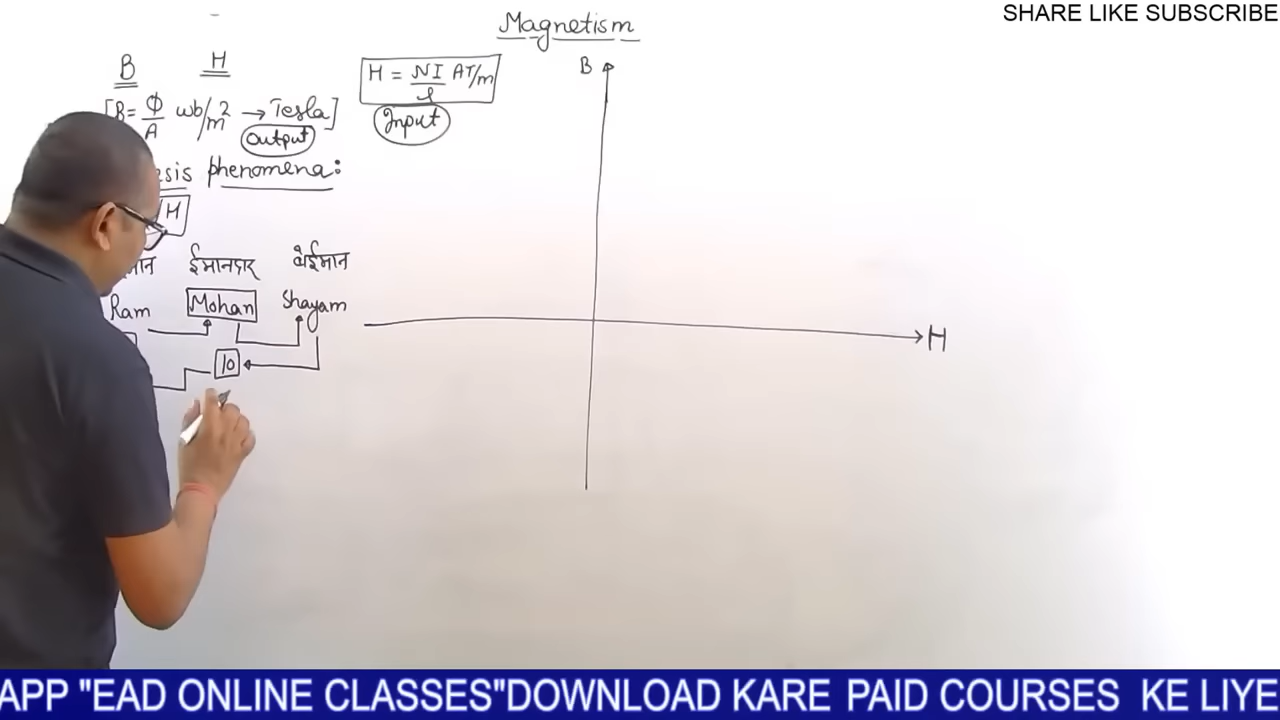 SHARE LIKE SUBSCRIBE
Magnetism
B H
H = NI/l AT/m
Input
[B = Φ/A wb/m² → Tesla]
Output
phenomena:
H
ईमानदार बेईमान
Ram Mohan Shayam
10
B
H
APP "EAD ONLINE CLASSES"DOWNLOAD KARE PAID COURSES KE LIYE